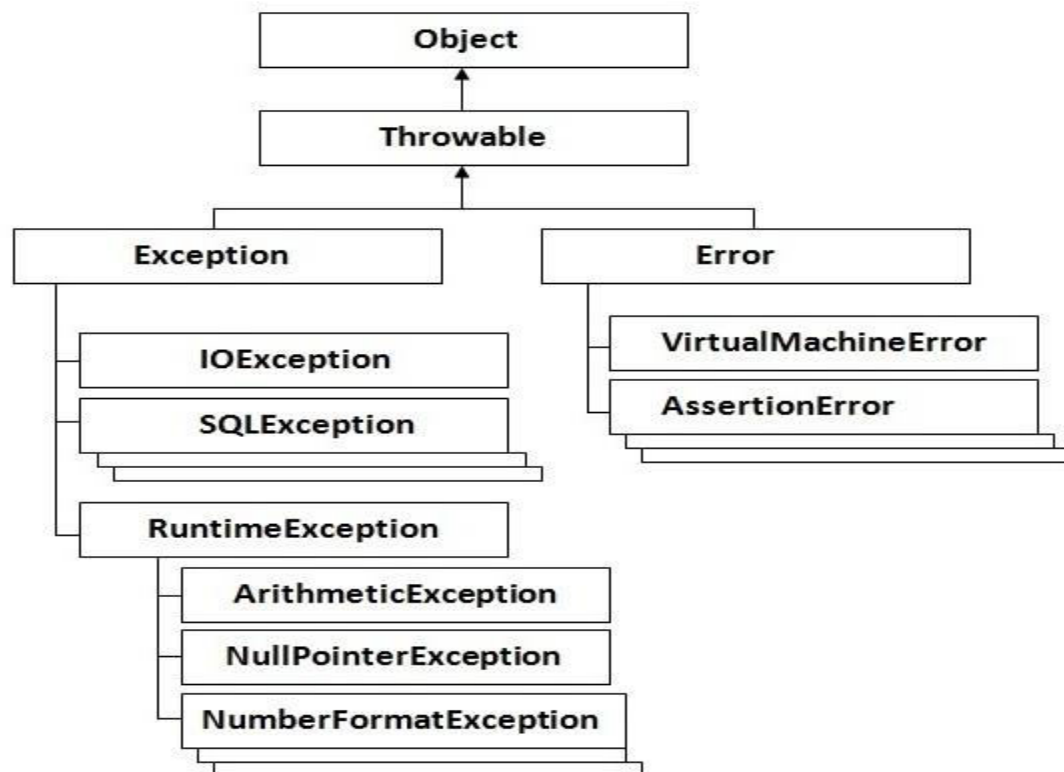 Object
Throwable
Exception
Error
IOException
SQLException
RuntimeException
ArithmeticException
NullPointerException
NumberFormatException
VirtualMachineError
AssertionError